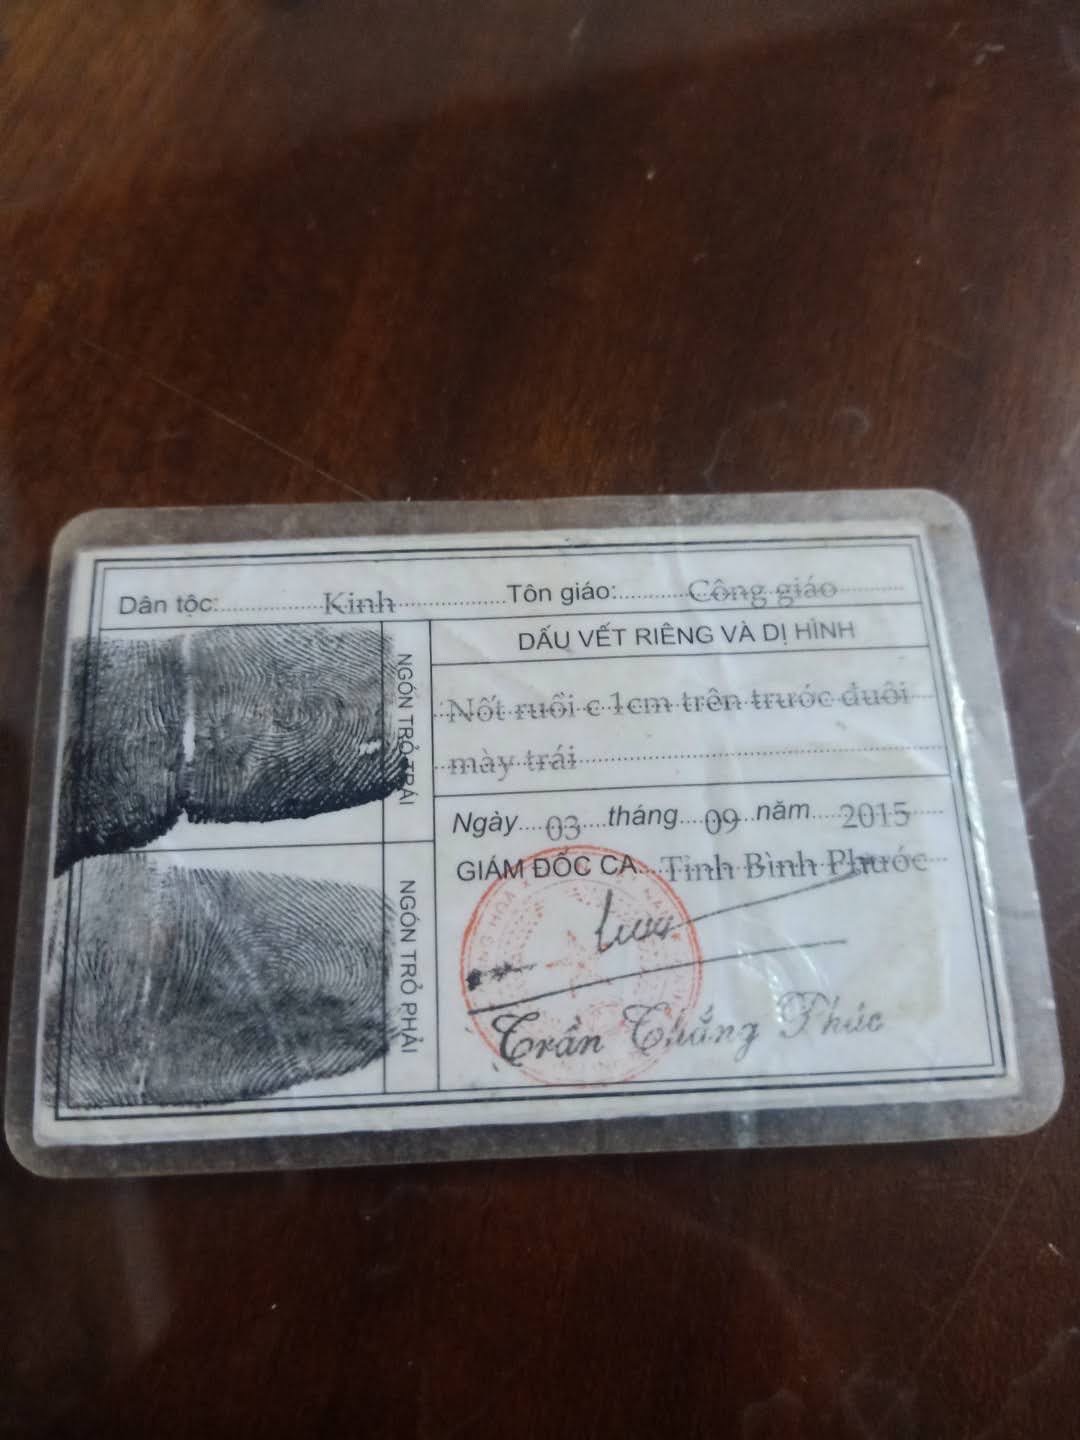 Dân tộc: Kinh Tôn giáo: Công giáo
NGÓN TRỎ TRÁI
NGÓN TRỎ PHẢI
DẤU VẾT RIÊNG VÀ DỊ HÌNH
Nốt ruồi c 1cm trên trước đuôi
mày trái
Ngày 03 tháng 09 năm 2015
GIÁM ĐỐC CA Tỉnh Bình Phước
Trần Thắng Phúc